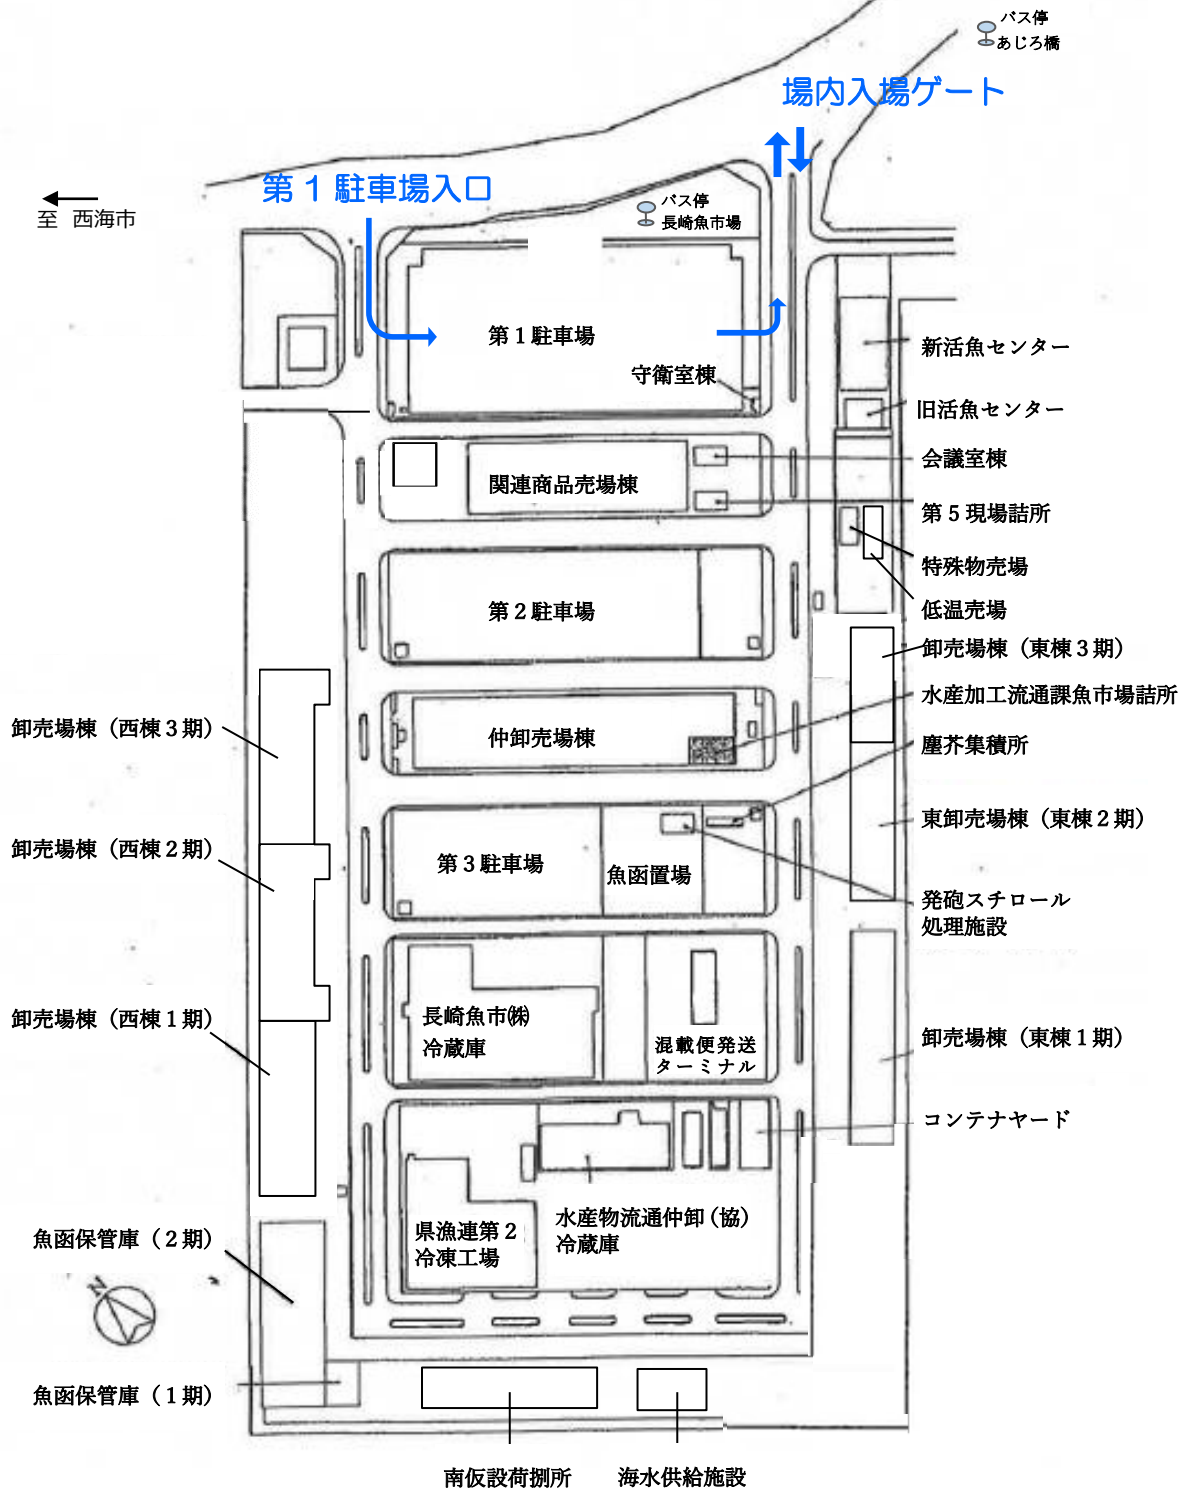 バス停
あじろ橋
場内入場ゲート
第１駐車場入口
至 西海市
バス停
長崎魚市場
第１駐車場
守衛室棟
新活魚センター
旧活魚センター
会議室棟
関連商品売場棟
第５現場詰所
特殊物売場
低温売場
第２駐車場
卸売場棟（東棟３期）
水産加工流通課魚市場詰所
卸売場棟（西棟３期）
仲卸売場棟
塵芥集積所
東卸売場棟（東棟２期）
卸売場棟（西棟２期）
第３駐車場
魚函置場
発砲スチロール
処理施設
卸売場棟（西棟１期）
長崎魚市㈱
冷蔵庫
混載便発送
ターミナル
卸売場棟（東棟１期）
コンテナヤード
県漁連第２
冷凍工場
水産物流通仲卸（協）
冷蔵庫
魚函保管庫（２期）
N
魚函保管庫（１期）
南仮設荷捌所
海水供給施設